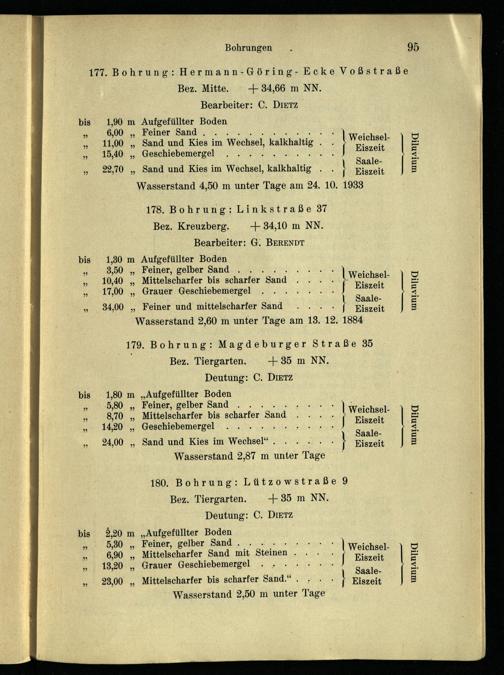 Bohrungen 95
177. Bohrung: Hermann-Göring-Ecke Voßstraße
Bez. Mitte. +34,66 m NN.
Bearbeiter: C. Dietz
bis 1,90 m Aufgefüllter Boden
„ 6,00 „ Feiner Sand . . . . . . . . . . . .
„ 11,00 „ Sand und Kies im Wechsel, kalkhaltig . . Weichsel-
„ 15,40 „ Geschiebemergel . . . . . . . . . . Eiszeit
Saale-
„ 22,70 „ Sand und Kies im Wechsel, kalkhaltig . . Eiszeit
Diluvium
Wasserstand 4,50 m unter Tage am 24. 10. 1933
178. Bohrung: Linkstraße 37
Bez. Kreuzberg. +34,10 m NN.
Bearbeiter: G. Berendt
bis 1,30 m Aufgefüllter Boden
„ 3,50 „ Feiner, gelber Sand . . . . . . . . .
„ 10,40 „ Mittelscharfer bis scharfer Sand . . . . Weichsel-
„ 17,00 „ Grauer Geschiebemergel . . . . . . . Eiszeit
Saale-
„ 34,00 „ Feiner und mittelscharfer Sand . . . . Eiszeit
Diluvium
Wasserstand 2,60 m unter Tage am 13. 12. 1884
179. Bohrung: Magdeburger Straße 35
Bez. Tiergarten. +35 m NN.
Deutung: C. Dietz
bis 1,80 m „Aufgefüllter Boden
„ 5,80 „ Feiner, gelber Sand . . . . . . . . .
„ 8,70 „ Mittelscharfer bis scharfer Sand . . . . Weichsel-
„ 14,20 „ Geschiebemergel . . . . . . . . . . Eiszeit
Saale-
„ 24,00 „ Sand und Kies im Wechsel“ . . . . . . Eiszeit
Diluvium
Wasserstand 2,87 m unter Tage
180. Bohrung: Lützowstraße 9
Bez. Tiergarten. +35 m NN.
Deutung: C. Dietz
bis 2,20 m „Aufgefüllter Boden
„ 5,30 „ Feiner, gelber Sand . . . . . . . . .
„ 6,90 „ Mittelscharfer Sand mit Steinen . . . . Weichsel-
„ 13,20 „ Grauer Geschiebemergel . . . . . . . Eiszeit
Saale-
„ 23,00 „ Mittelscharfer bis scharfer Sand.“ . . . . Eiszeit
Diluvium
Wasserstand 2,50 m unter Tage